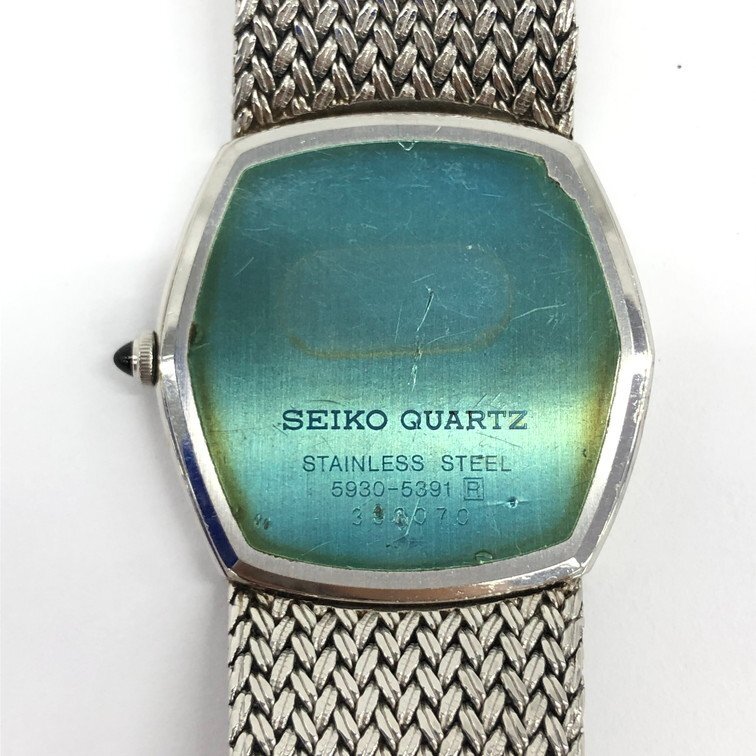 SEIKO QUARTZ
STAINLESS STEEL
5930-5391 R